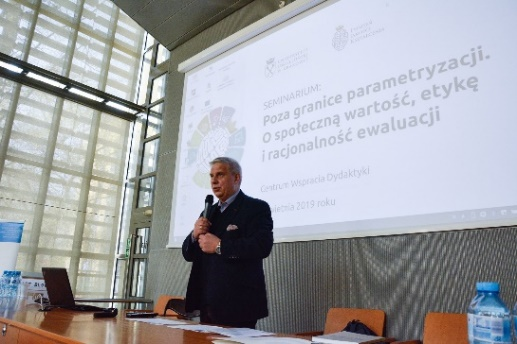 SEMINARIUM:
Poza granice parametryzacji.
O społeczną wartość, etykę
i racjonalność ewaluacji
Centrum Wsparcia Dydaktyki
2019 roku